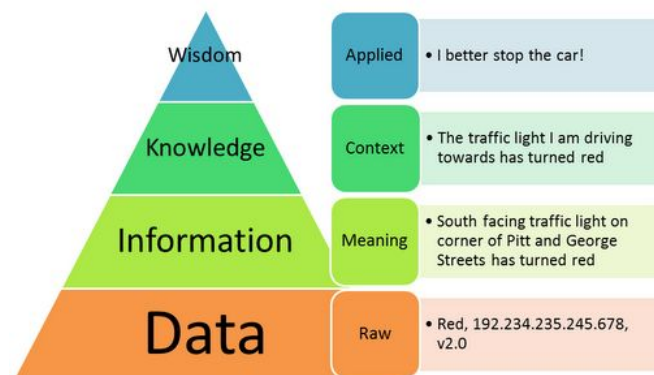 Wisdom
Applied
• I better stop the car!
Knowledge
Context
• The traffic light I am driving
towards has turned red
Information
Meaning
• South facing traffic light on
corner of Pitt and George
Streets has turned red
Data
Raw
• Red, 192.234.235.245.678,
v2.0